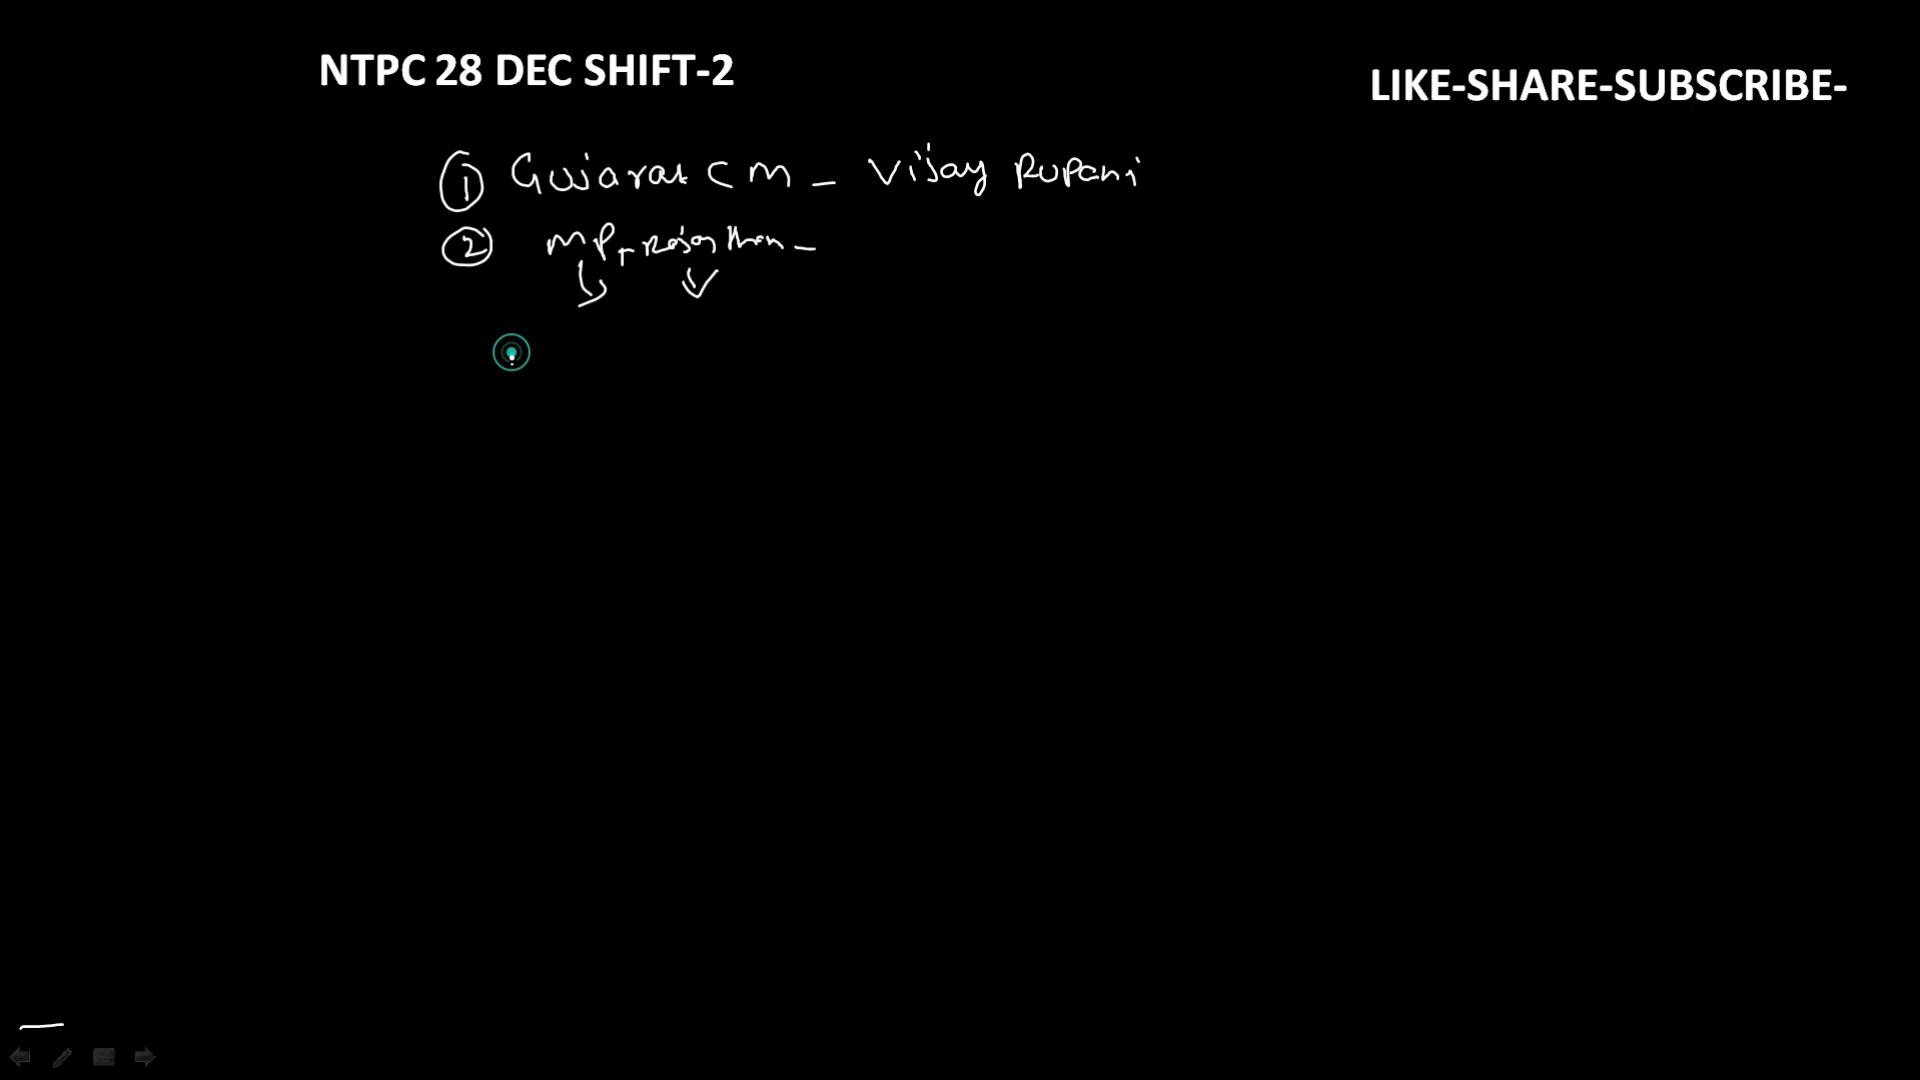 NTPC 28 DEC SHIFT-2
LIKE-SHARE-SUBSCRIBE-
① Gujarat CM - Vijay Rupani
② MP + Rajasthan -